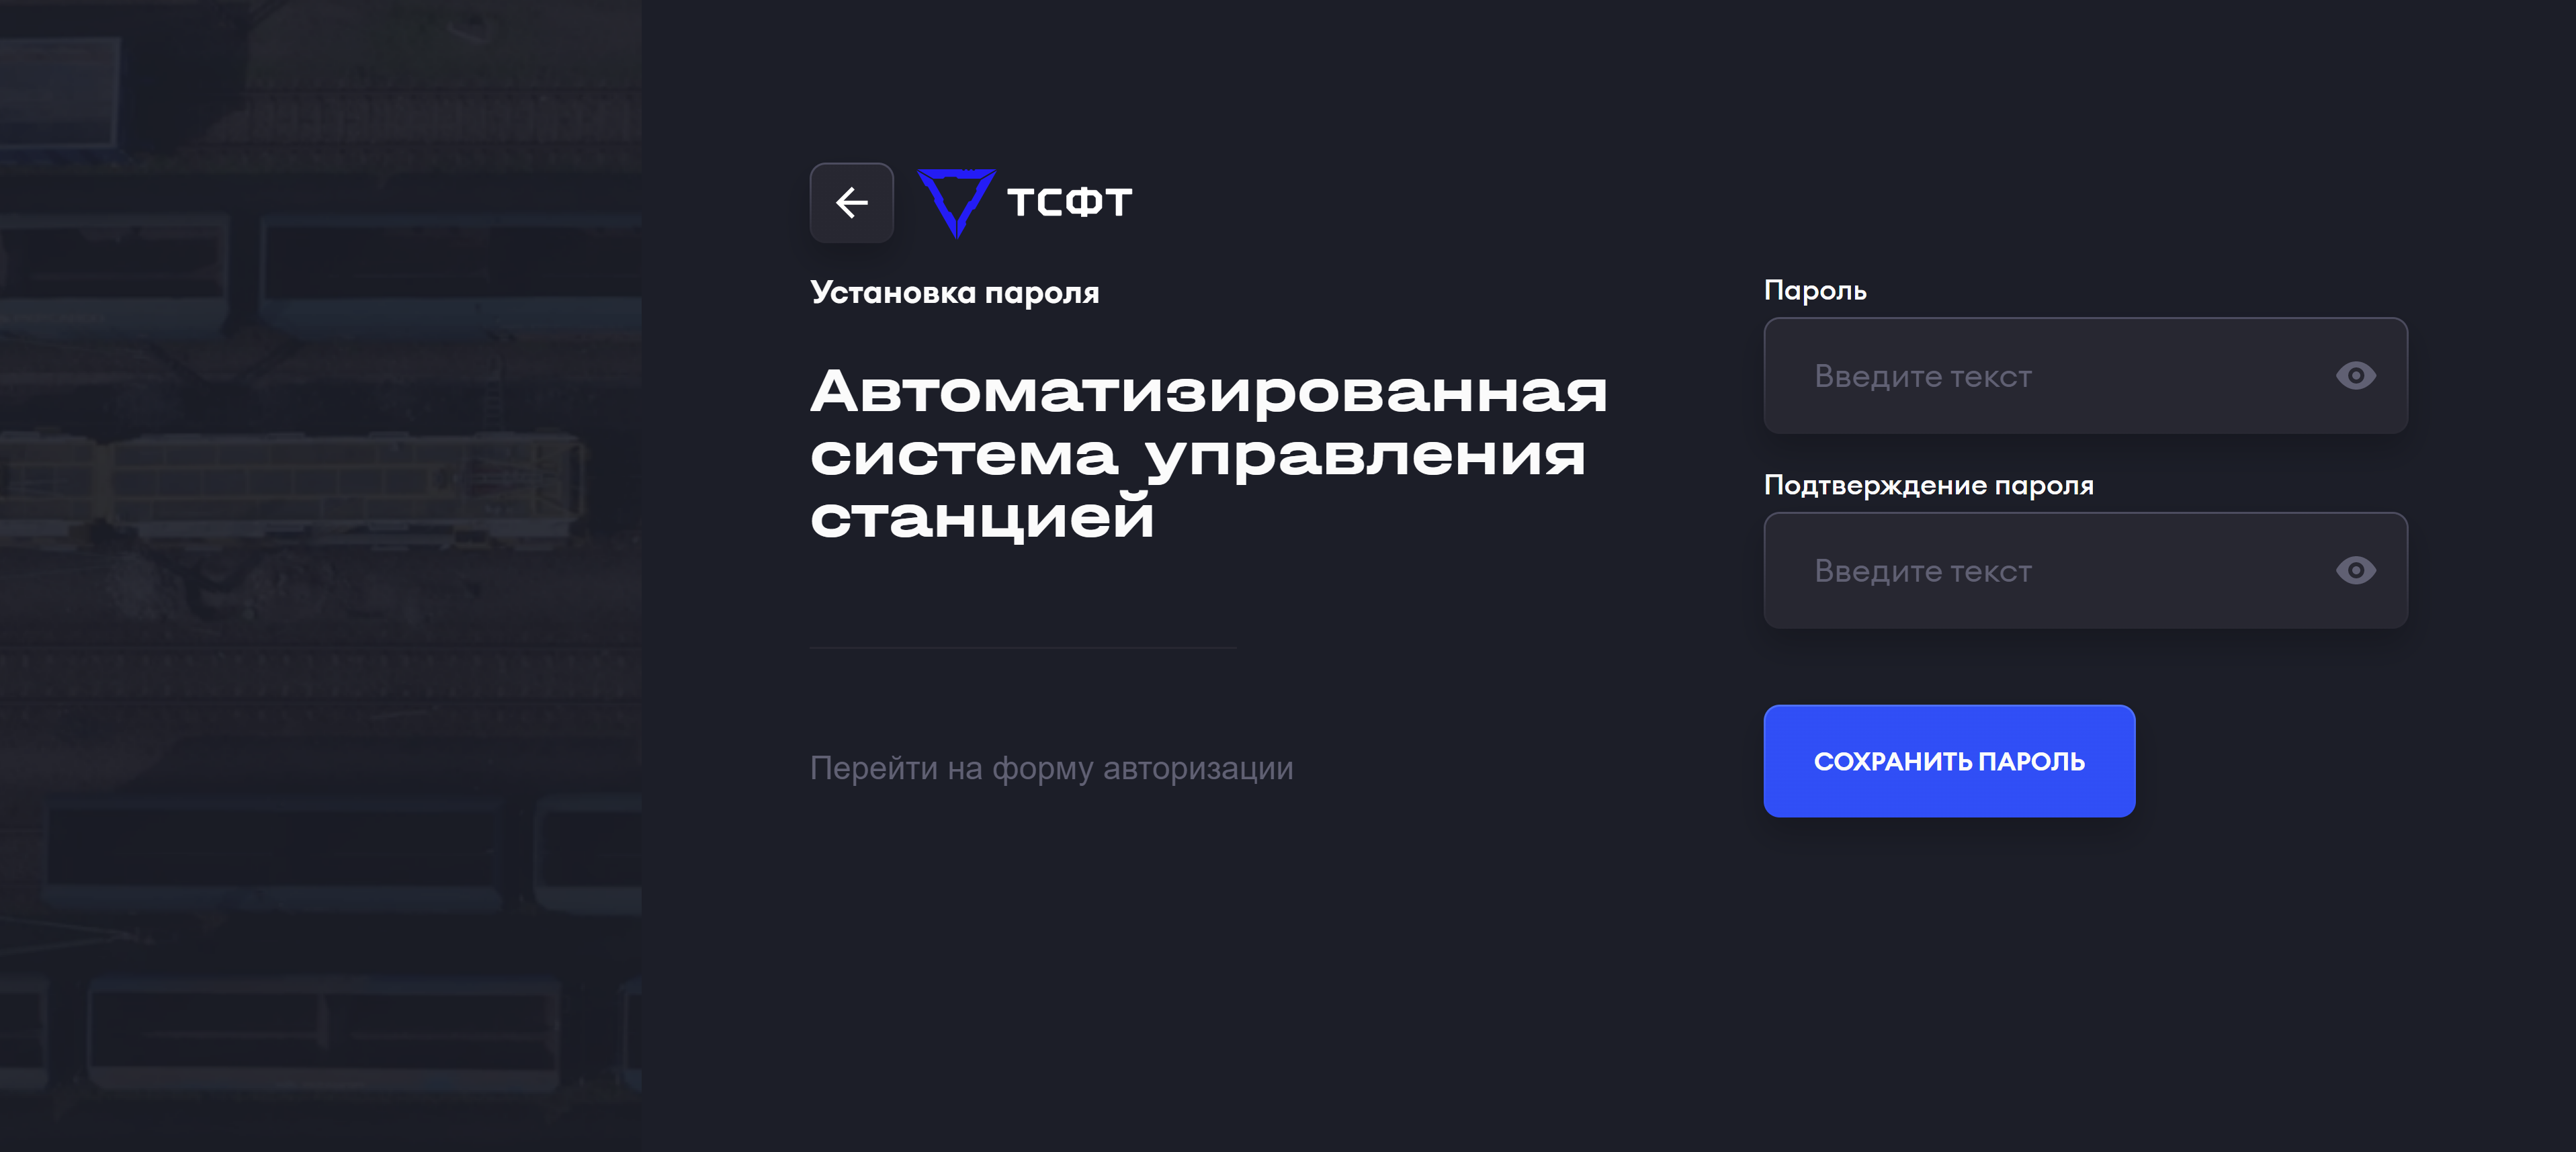 ТСФТ
Установка пароля
Автоматизированная
система управления
станцией
Перейти на форму авторизации
Пароль
Введите текст
Подтверждение пароля
Введите текст
СОХРАНИТЬ ПАРОЛЬ